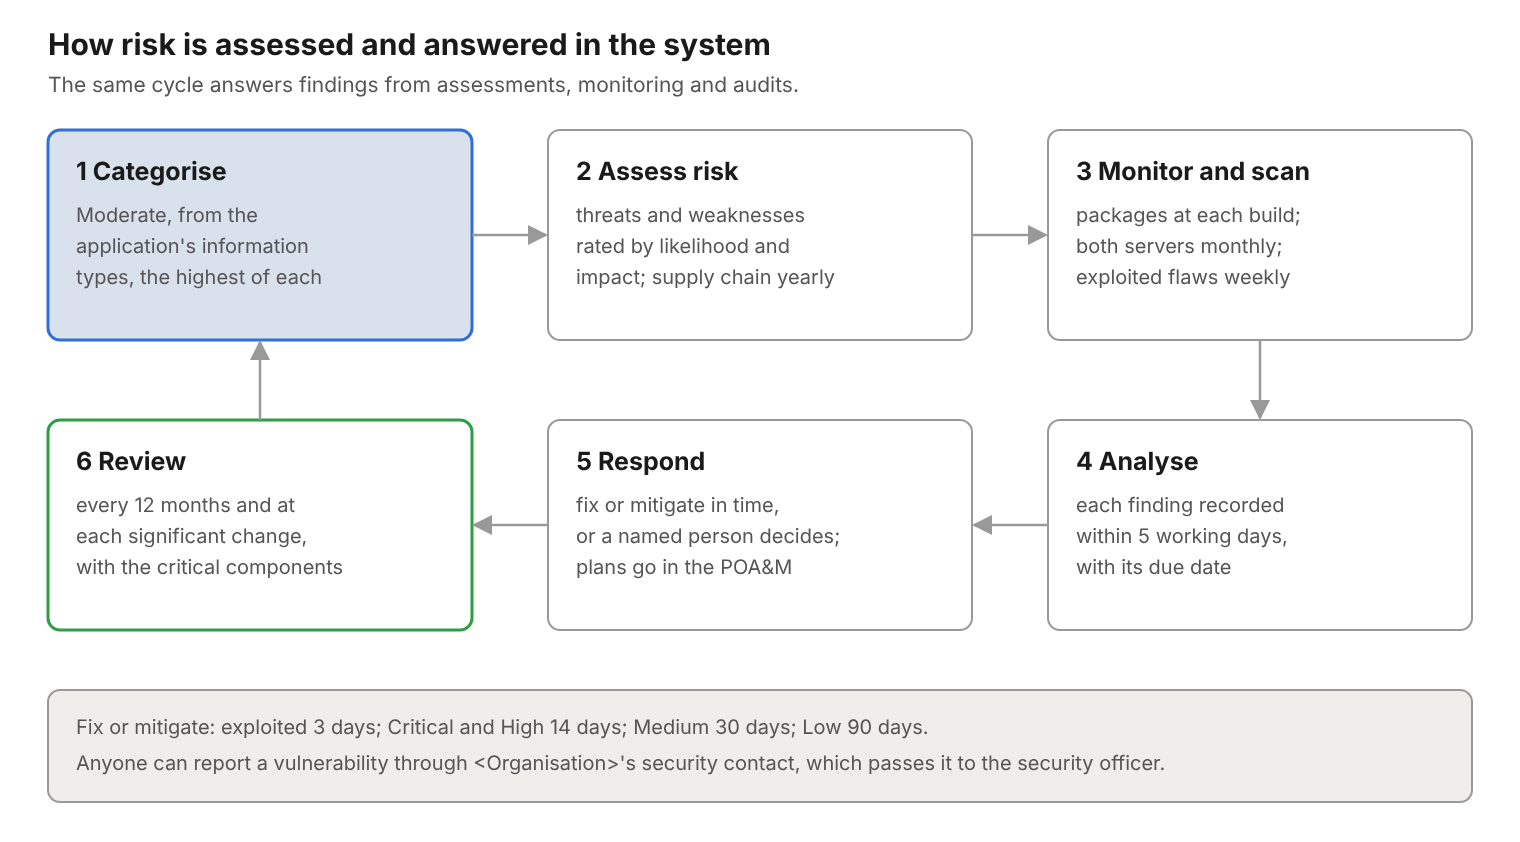 How risk is assessed and answered in the system
The same cycle answers findings from assessments, monitoring and audits.
1 Categorise
Moderate, from the
application's information
types, the highest of each
2 Assess risk
threats and weaknesses
rated by likelihood and
impact; supply chain yearly
3 Monitor and scan
packages at each build;
both servers monthly;
exploited flaws weekly
6 Review
every 12 months and at
each significant change,
with the critical components
5 Respond
fix or mitigate in time,
or a named person decides;
plans go in the POA&M
4 Analyse
each finding recorded
within 5 working days,
with its due date
Fix or mitigate: exploited 3 days; Critical and High 14 days; Medium 30 days; Low 90 days.
Anyone can report a vulnerability through <Organisation>'s security contact, which passes it to the security officer.